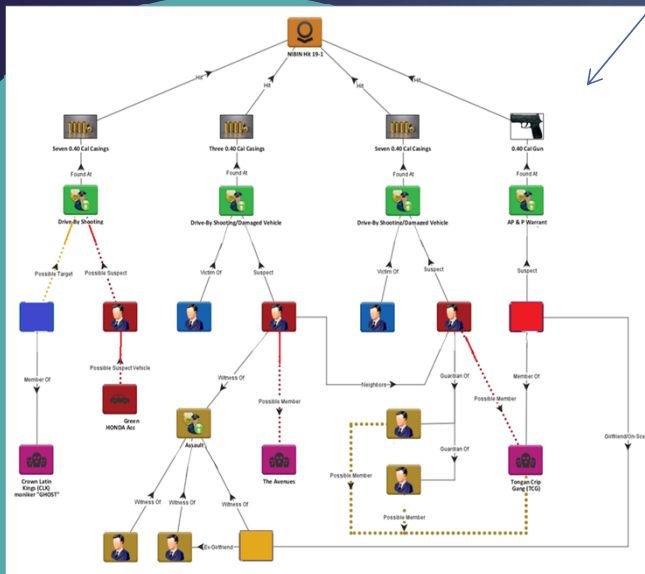 NIBIN Hit 19-1
Hit
Hit
Hit
Hit
Seven 0.40 Cal Casings
Three 0.40 Cal Casings
Seven 0.40 Cal Casings
0.40 Cal Gun
Found At
Found At
Found At
Found At
Drive-By Shooting
Drive-By Shooting/Damaged Vehicle
Drive-By Shooting/Damaged Vehicle
AP & P Warrant
Possible Target
Possible Suspect
Victim Of
Suspect
Victim Of
Suspect
Suspect
Member Of
Possible Suspect Vehicle
Witness Of
Possible Member
Neighbors
Guardian Of
Possible Member
Member Of
Green
HONDA Acc
Assault
Girlfriend/On-Sce
Guardian Of
Crown Latin
Kings (CLK)
moniker "GHOST"
The Avenues
Possible Member
Tongan Crip
Gang (TCG)
Witness Of
Witness Of
Witness Of
Possible Member
Ex-Girlfriend